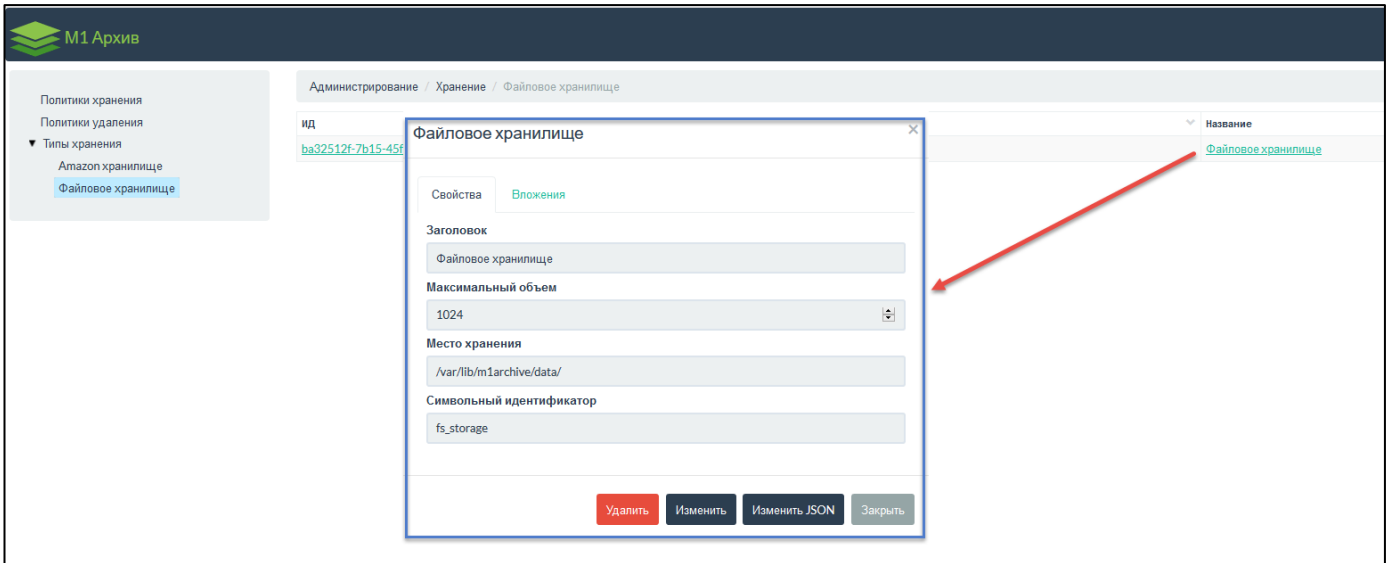 М1 Архив
Политики хранения
Политики удаления
Типы хранения
Amazon хранилище
Файловое хранилище
Администрирование / Хранение / Файловое хранилище
ид
Название
ba32512f-7b15-45f
Файловое хранилище
Файловое хранилище
Свойства Вложения
Заголовок
Файловое хранилище
Максимальный объем
1024
Место хранения
/var/lib/m1archive/data/
Символьный идентификатор
fs_storage
Удалить Изменить Изменить JSON Закрыть